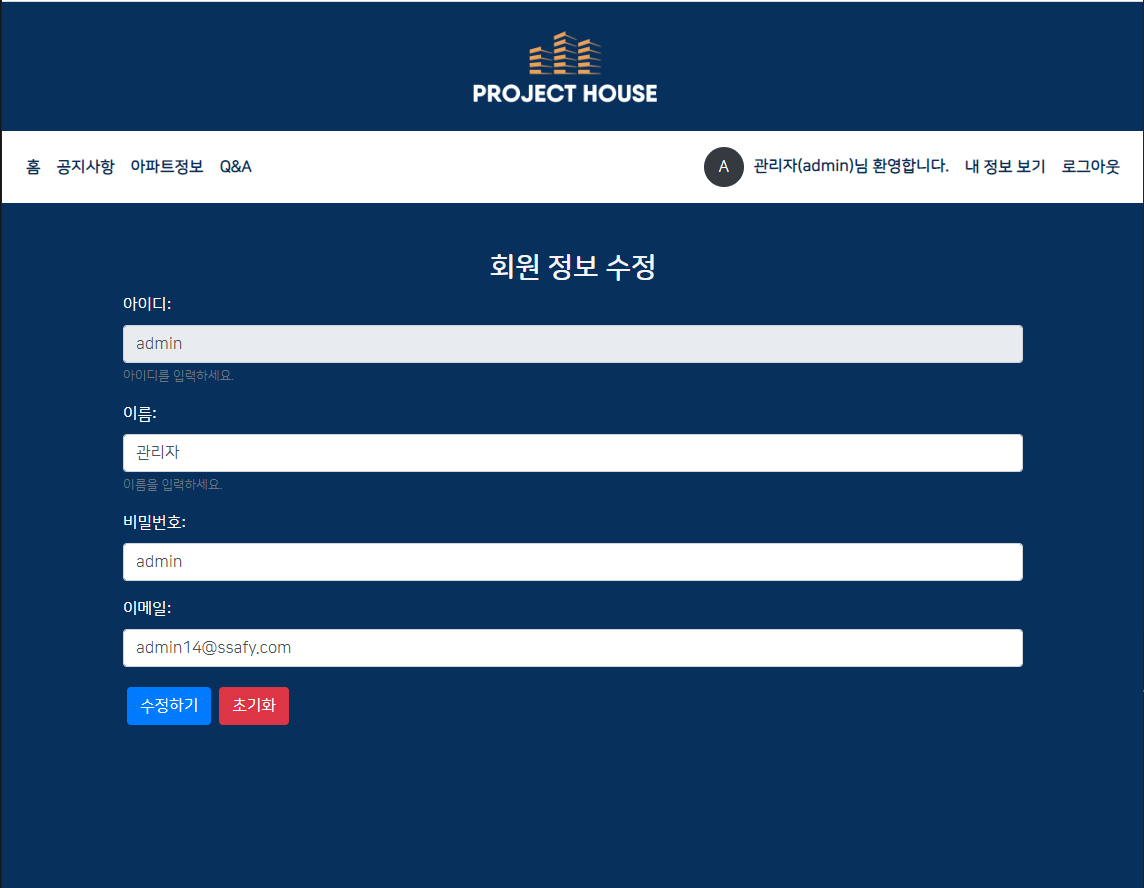 PROJECT HOUSE
홈 공지사항 아파트정보 Q&A A 관리자(admin)님 환영합니다. 내 정보 보기 로그아웃
회원 정보 수정
아이디:
admin
아이디를 입력하세요.
이름:
관리자
이름을 입력하세요.
비밀번호:
admin
이메일:
admin14@ssafy.com
수정하기 초기화